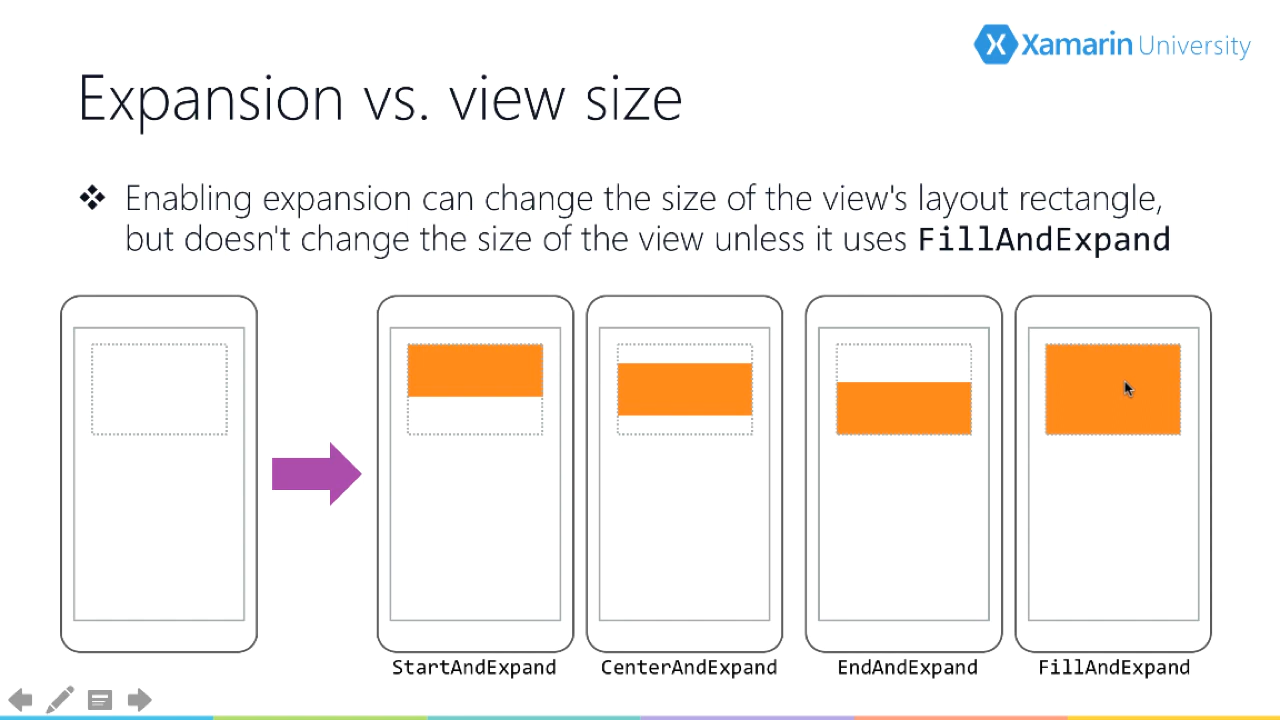 Xamarin University
Expansion vs. view size
Enabling expansion can change the size of the view's layout rectangle,
but doesn't change the size of the view unless it uses FillAndExpand
StartAndExpand
CenterAndExpand
EndAndExpand
FillAndExpand